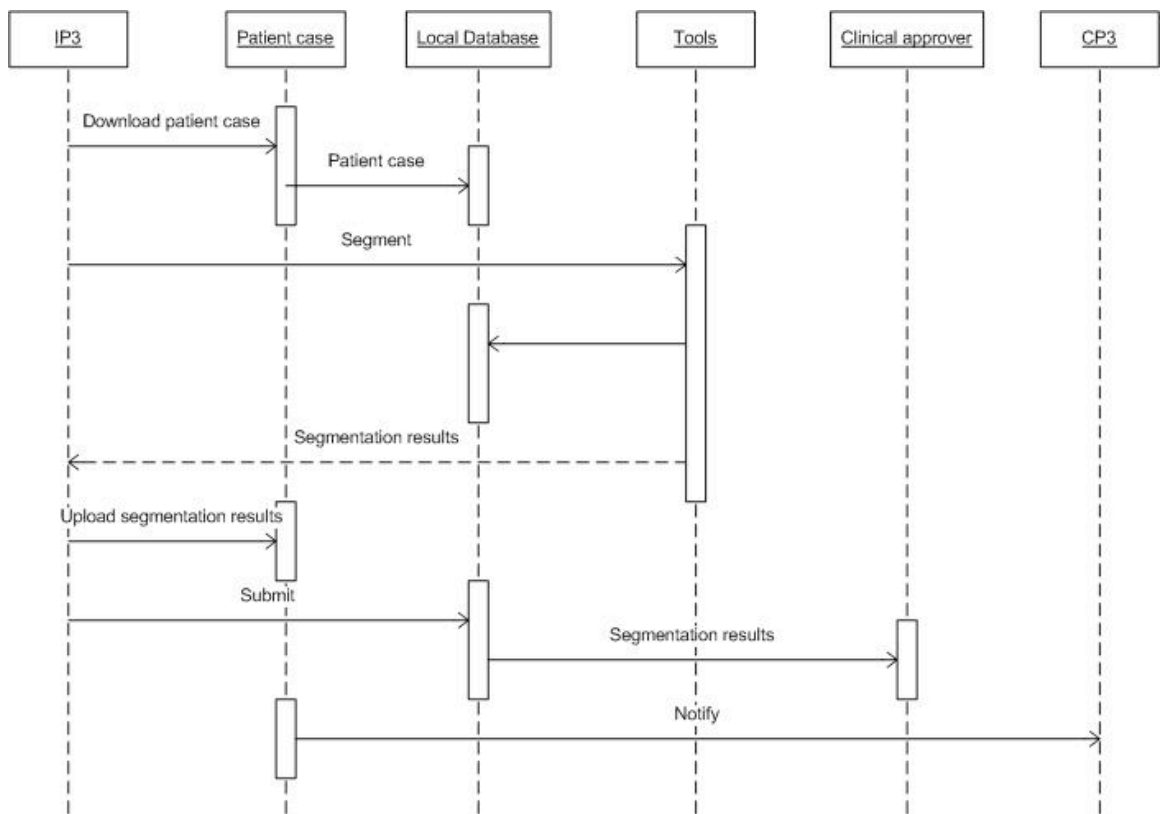 IP3
Patient case
Local Database
Tools
Clinical approver
CP3
Download patient case
Patient case
Segment
Segmentation results
Upload segmentation results
Submit
Segmentation results
Notify